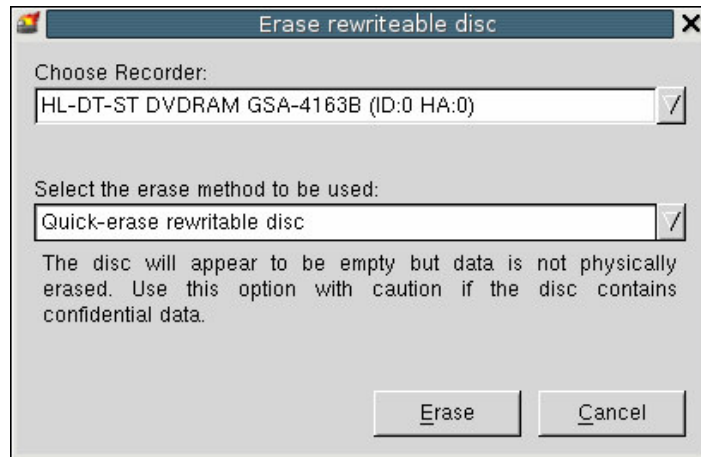 Erase rewriteable disc
Choose Recorder:
HL-DT-ST DVDRAM GSA-4163B (ID:0 HA:0)
Select the erase method to be used:
Quick-erase rewritable disc
The disc will appear to be empty but data is not physically
erased. Use this option with caution if the disc contains
confidential data.
Erase
Cancel